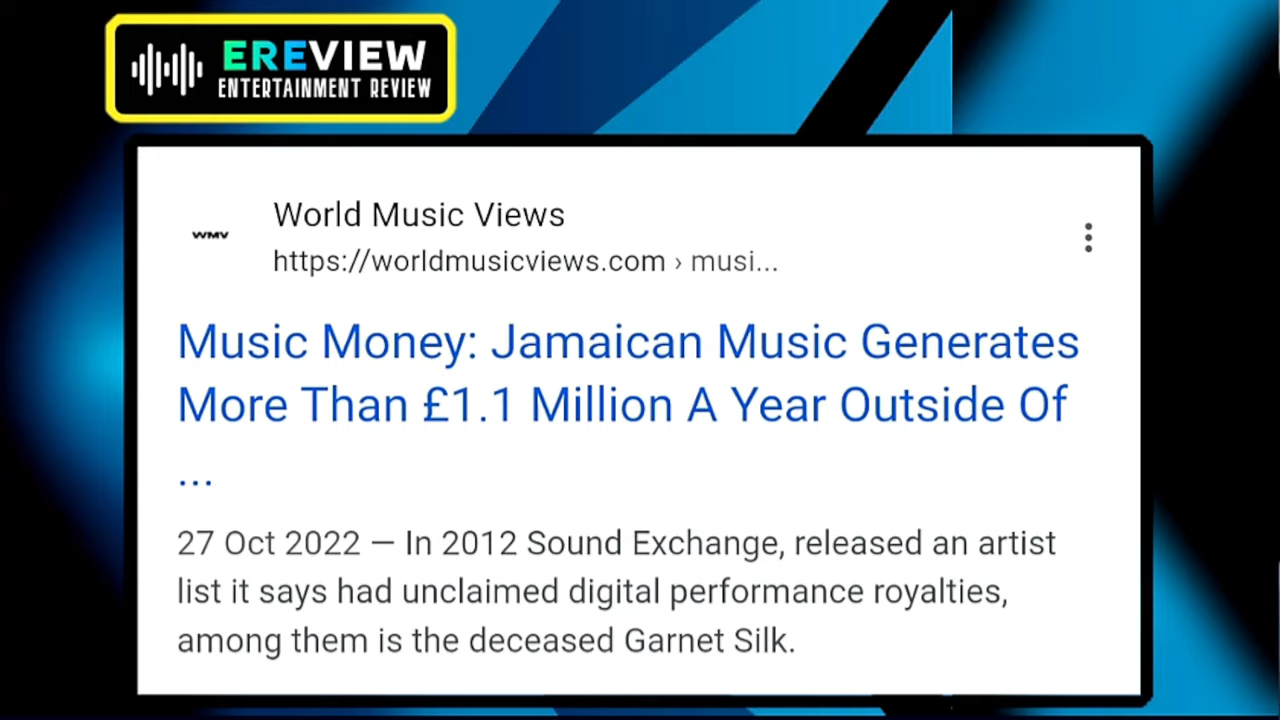 EREVIEW
ENTERTAINMENT REVIEW
WMV
World Music Views
https://worldmusicviews.com › musi...
Music Money: Jamaican Music Generates
More Than £1.1 Million A Year Outside Of
...
27 Oct 2022 — In 2012 Sound Exchange, released an artist
list it says had unclaimed digital performance royalties,
among them is the deceased Garnet Silk.